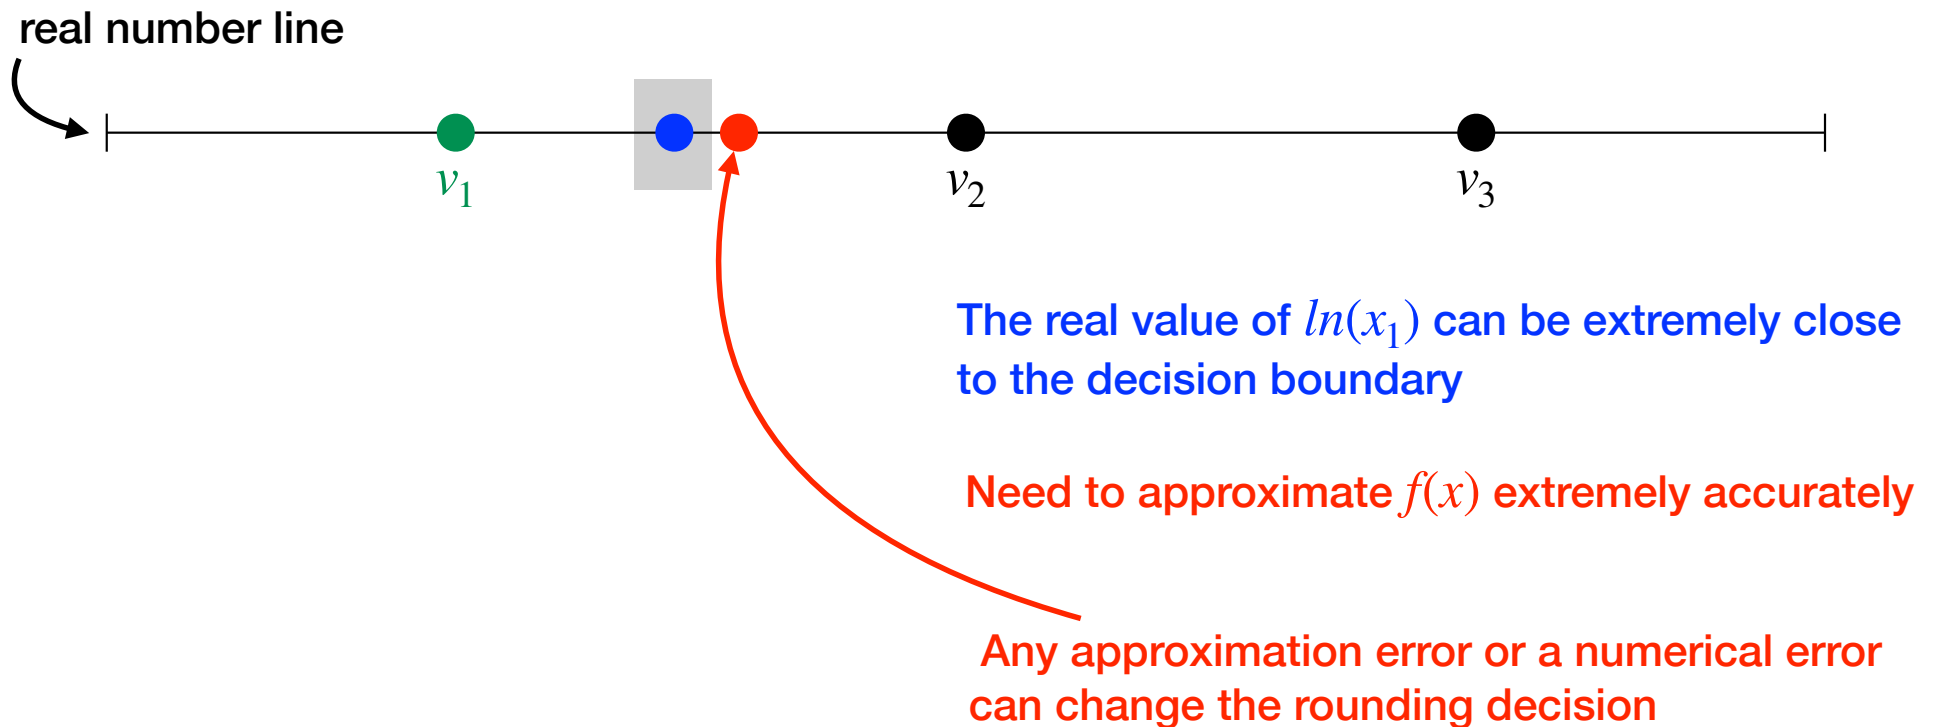 real number line
v₁
v₂
v₃
The real value of ln(x₁) can be extremely close
to the decision boundary
Need to approximate f(x) extremely accurately
Any approximation error or a numerical error
can change the rounding decision